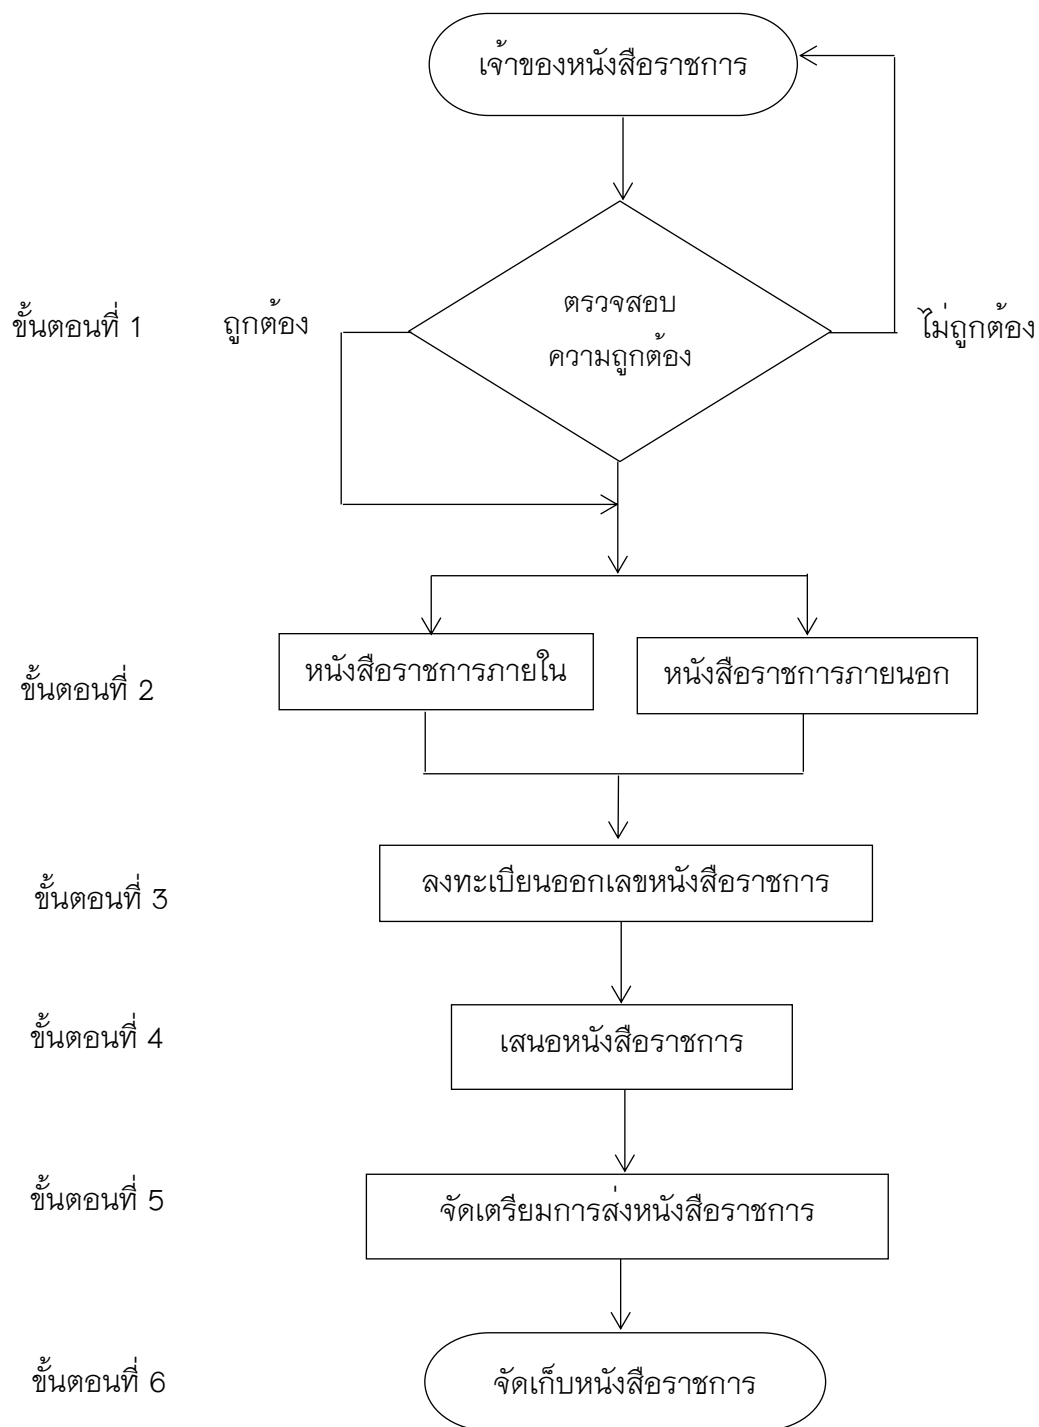 เจ้าของหนังสือราชการ
ขั้นตอนที่ 1
ถูกต้อง
ตรวจสอบ
ความถูกต้อง
ไม่ถูกต้อง
ขั้นตอนที่ 2
หนังสือราชการภายใน
หนังสือราชการภายนอก
ขั้นตอนที่ 3
ลงทะเบียนออกเลขหนังสือราชการ
ขั้นตอนที่ 4
เสนอหนังสือราชการ
ขั้นตอนที่ 5
จัดเตรียมการส่งหนังสือราชการ
ขั้นตอนที่ 6
จัดเก็บหนังสือราชการ